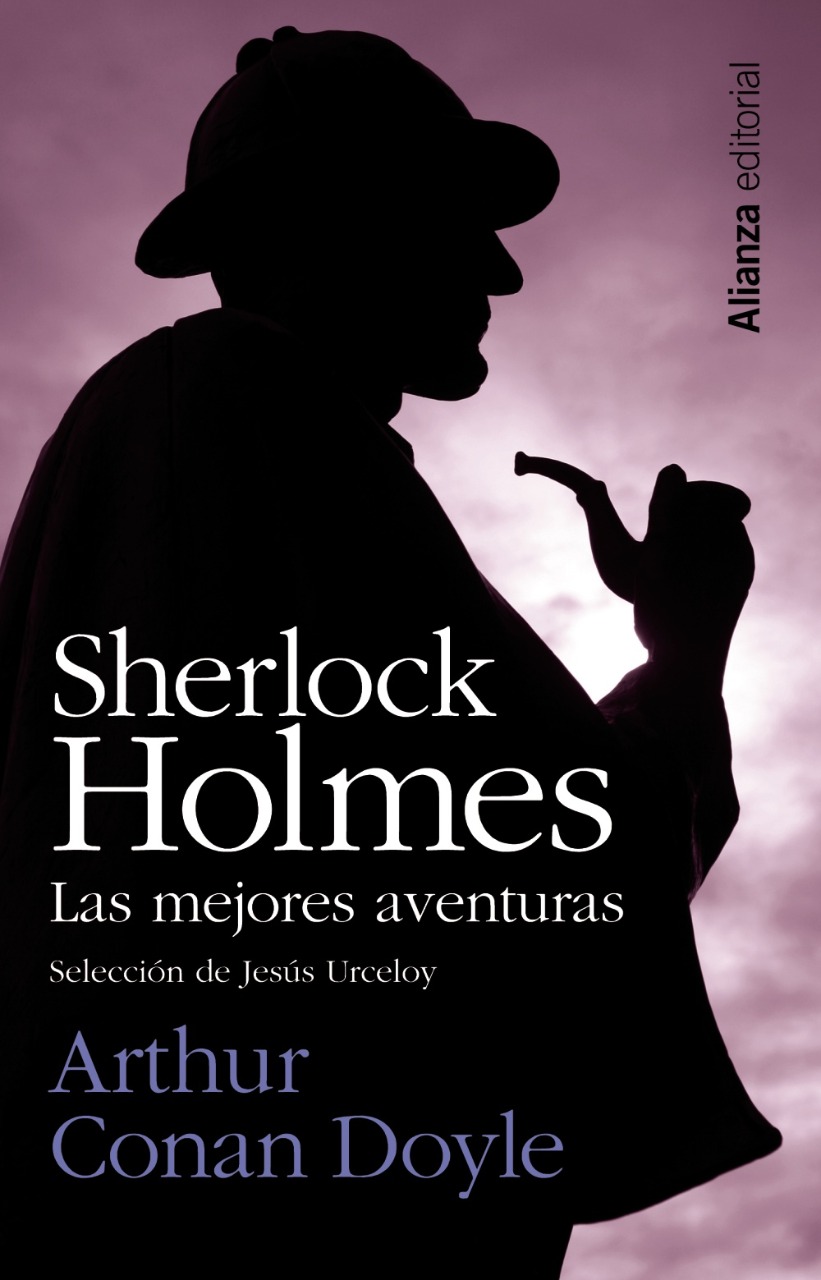 Alianza editorial
Sherlock
Holmes
Las mejores aventuras
Selección de Jesús Urceloy
Arthur
Conan Doyle